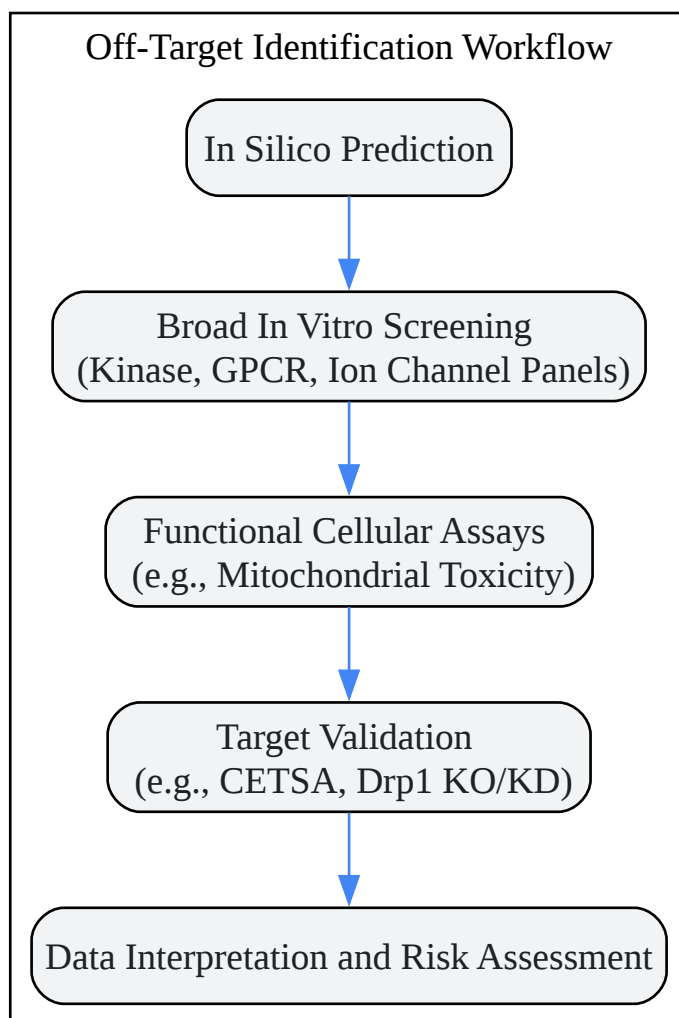 Off-Target Identification Workflow
In Silico Prediction
Broad In Vitro Screening
(Kinase, GPCR, Ion Channel Panels)
Functional Cellular Assays
(e.g., Mitochondrial Toxicity)
Target Validation
(e.g., CETSA, Drp1 KO/KD)
Data Interpretation and Risk Assessment